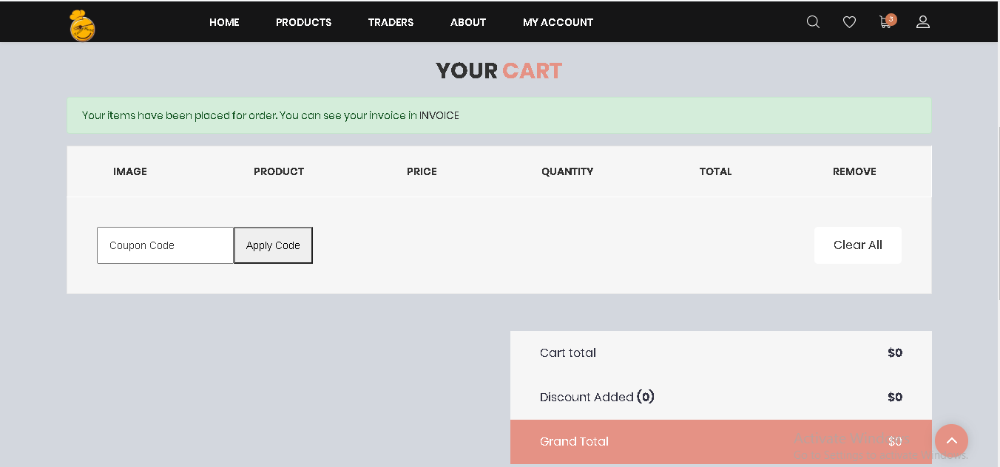 HOME PRODUCTS TRADERS ABOUT MY ACCOUNT 3
YOUR CART
Your items have been placed for order. You can see your invoice in INVOICE
IMAGE PRODUCT PRICE QUANTITY TOTAL REMOVE
Coupon Code Apply Code Clear All
Cart total $0
Discount Added (0) $0
Activate Windows
Grand Total $0
Go to Settings to activate Windows.